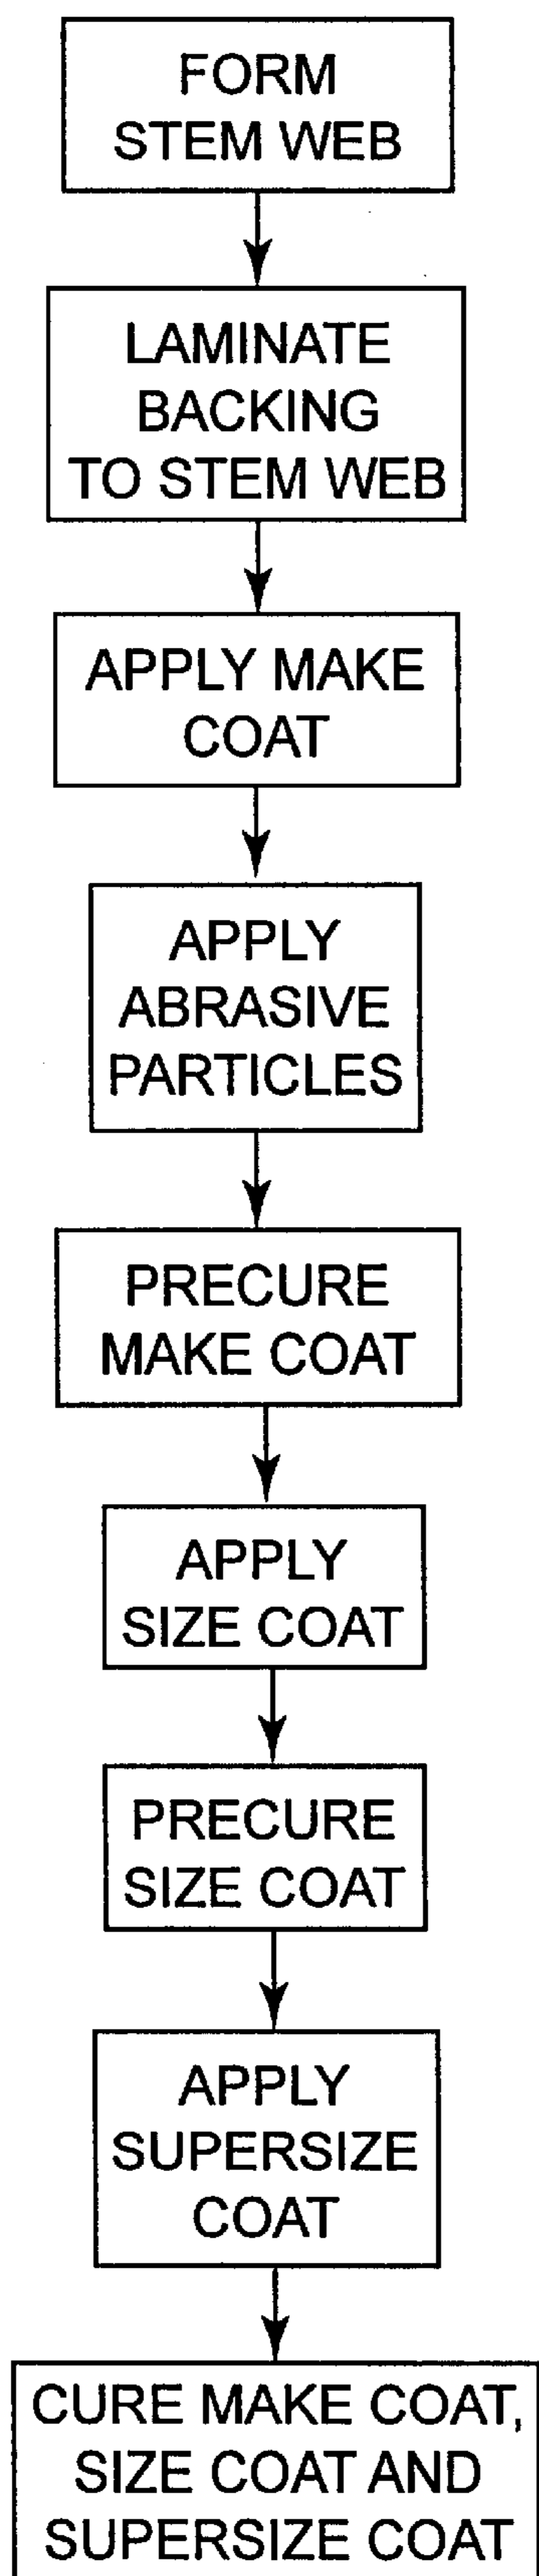 FORM
STEM WEB
LAMINATE
BACKING
TO STEM WEB
APPLY MAKE
COAT
APPLY
ABRASIVE
PARTICLES
PRECURE
MAKE COAT
APPLY
SIZE COAT
PRECURE
SIZE COAT
APPLY
SUPERSIZE
COAT
CURE MAKE COAT,
SIZE COAT AND
SUPERSIZE COAT